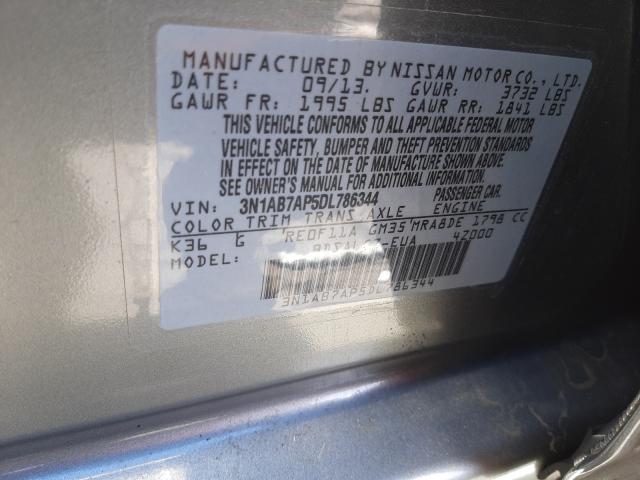 MANUFACTURED BY NISSAN MOTOR CO., LTD.
DATE: 09/13. GVWR: 3732 LBS
GAWR FR: 1995 LBS GAWR RR: 1841 LBS
THIS VEHICLE CONFORMS TO ALL APPLICABLE FEDERAL MOTOR
VEHICLE SAFETY, BUMPER AND THEFT PREVENTION STANDARDS
IN EFFECT ON THE DATE OF MANUFACTURE SHOWN ABOVE.
SEE OWNER'S MANUAL FOR ADDITIONAL INFORMATION.
VIN: 3N1AB7AP5DL786344 PASSENGER CAR.
COLOR TRIM TRANS AXLE ENGINE
K36 G RE0F11A GM35 MRA8DE 1798 CC
MODEL: 42000
3N1AB7AP5DL786344